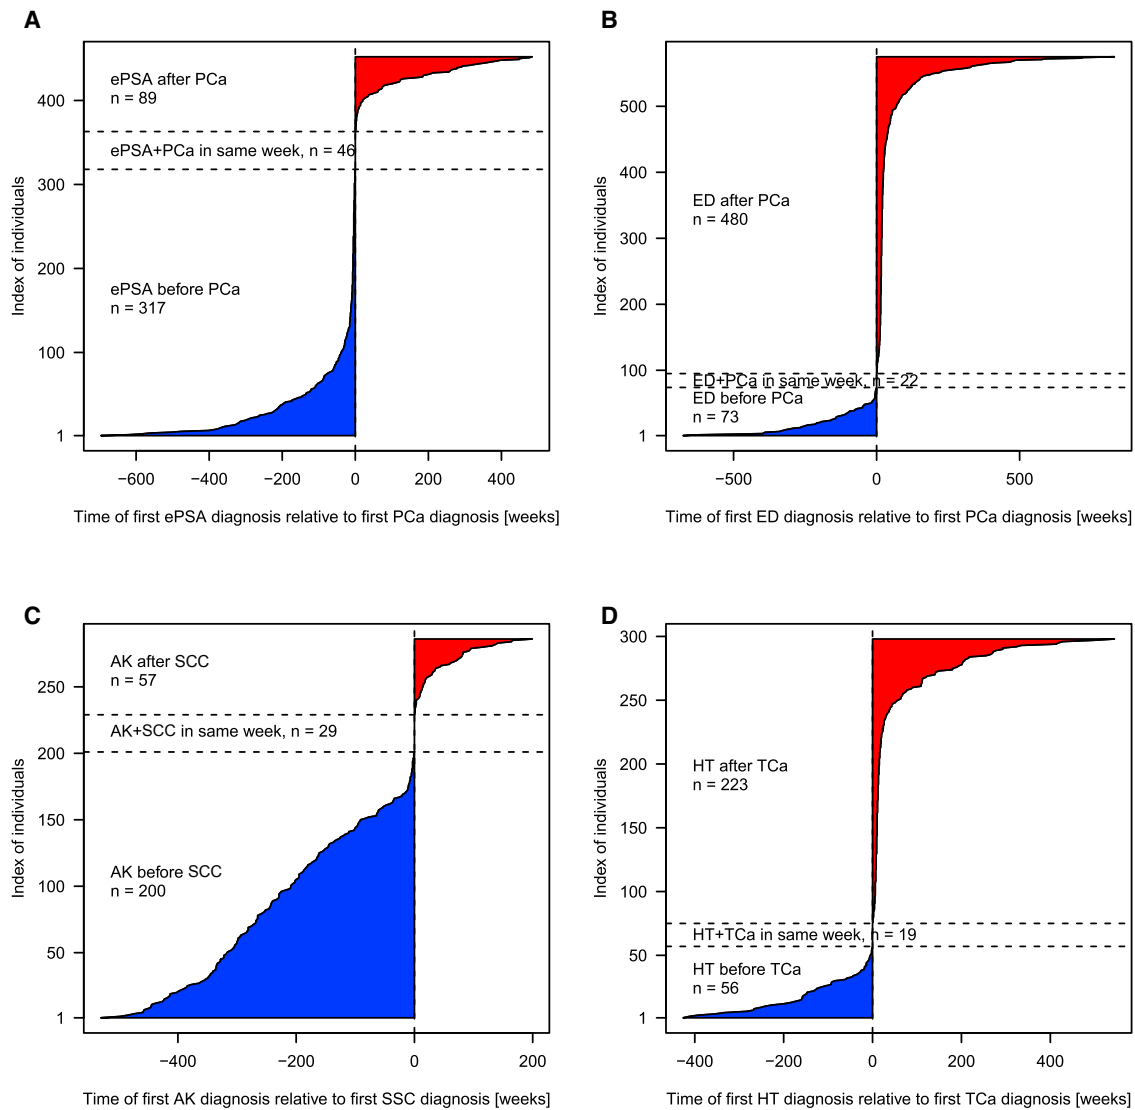 A
ePSA after PCa
n = 89
ePSA+PCa in same week, n = 46
ePSA before PCa
n = 317
Index of individuals
400
300
200
100
1
−600 −400 −200 0 200 400
Time of first ePSA diagnosis relative to first PCa diagnosis [weeks]
B
ED after PCa
n = 480
ED+PCa in same week, n = 22
ED before PCa
n = 73
Index of individuals
500
400
300
200
100
1
−500 0 500
Time of first ED diagnosis relative to first PCa diagnosis [weeks]
C
AK after SCC
n = 57
AK+SCC in same week, n = 29
AK before SCC
n = 200
Index of individuals
250
200
150
100
50
1
−400 −200 0 200
Time of first AK diagnosis relative to first SSC diagnosis [weeks]
D
HT after TCa
n = 223
HT+TCa in same week, n = 19
HT before TCa
n = 56
Index of individuals
300
250
200
150
100
50
1
−400 −200 0 200 400
Time of first HT diagnosis relative to first TCa diagnosis [weeks]